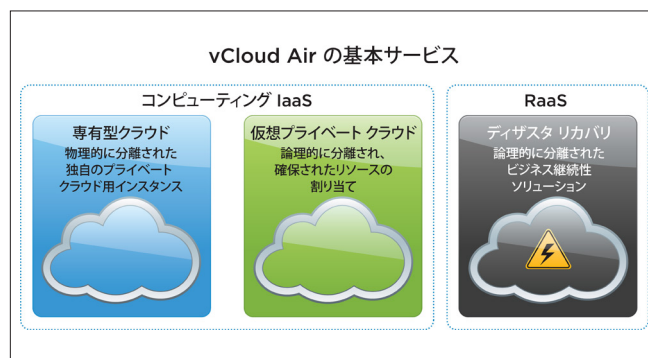 vCloud Air の基本サービス
コンピューティング IaaS
専有型クラウド
物理的に分離された
独自のプライベート
クラウド用インスタンス
仮想プライベート クラウド
論理的に分離され、
確保されたリソースの
割り当て
RaaS
ディザスタ リカバリ
論理的に分離された
ビジネス継続性
ソリューション